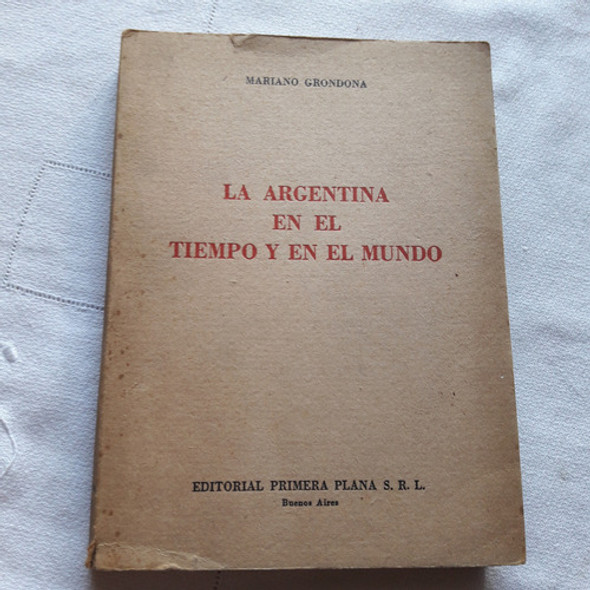 MARIANO GRONDONA
LA ARGENTINA
EN EL
TIEMPO Y EN EL MUNDO
EDITORIAL PRIMERA PLANA S. R. L.
Buenos Aires